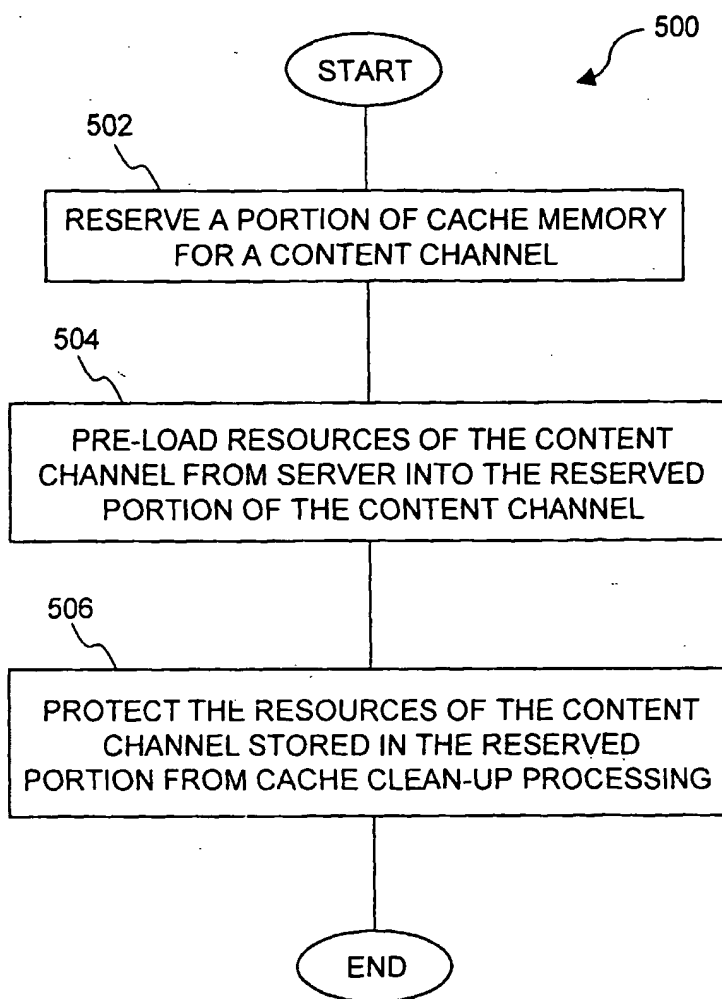 500
START
502
RESERVE A PORTION OF CACHE MEMORY
FOR A CONTENT CHANNEL
504
PRE-LOAD RESOURCES OF THE CONTENT
CHANNEL FROM SERVER INTO THE RESERVED
PORTION OF THE CONTENT CHANNEL
506
PROTECT THE RESOURCES OF THE CONTENT
CHANNEL STORED IN THE RESERVED
PORTION FROM CACHE CLEAN-UP PROCESSING
END